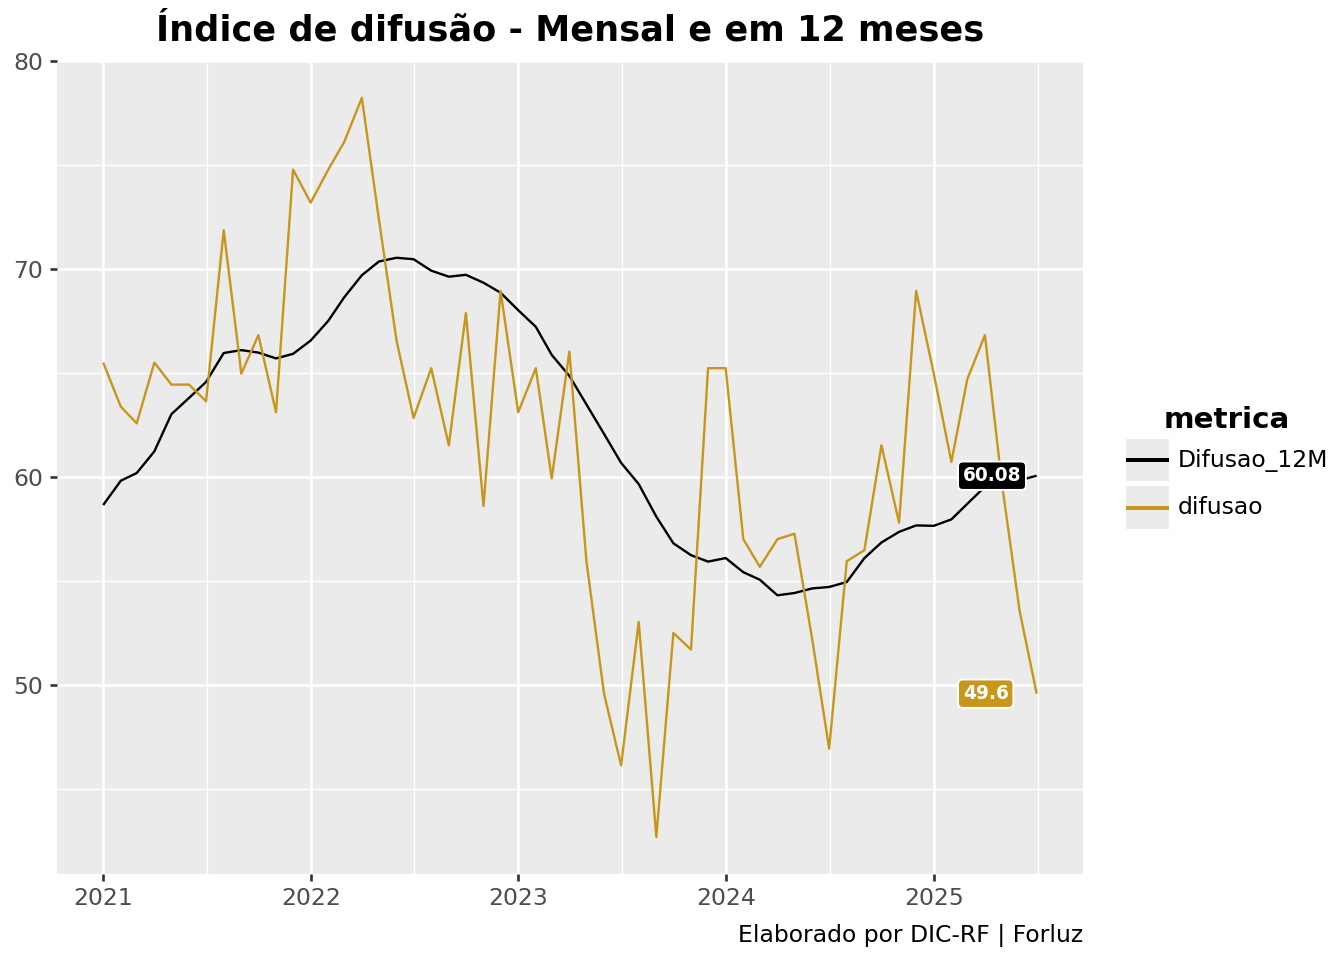 Índice de difusão - Mensal e em 12 meses
80
70
60
50
60.08
49.6
2021 2022 2023 2024 2025
metrica
Difusao_12M
difusao
Elaborado por DIC-RF | Forluz